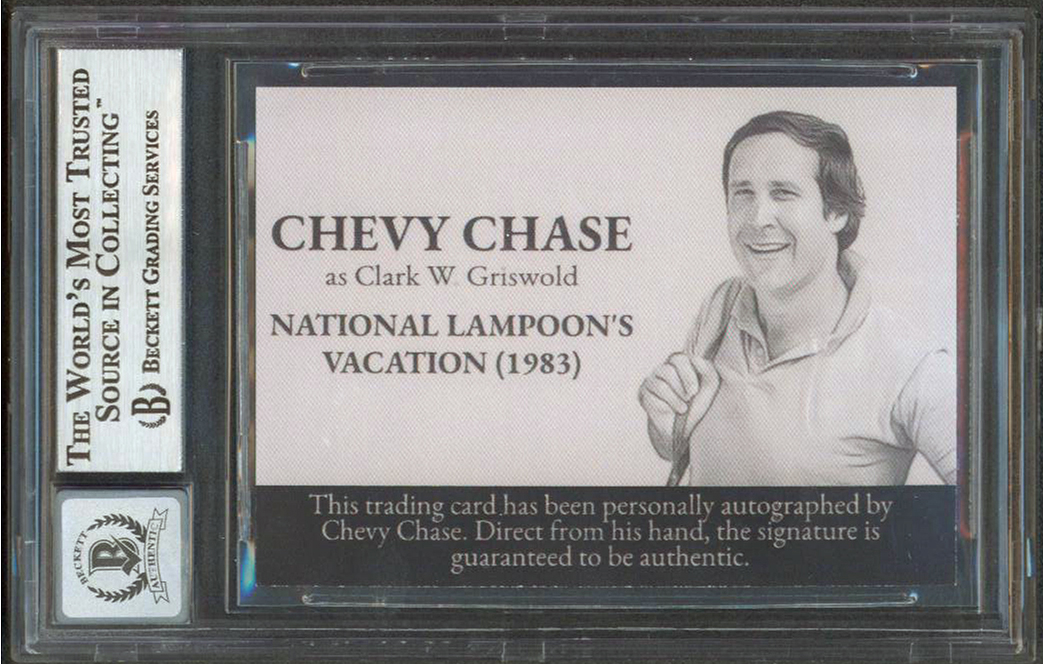 THE WORLD'S MOST TRUSTED
SOURCE IN COLLECTING™
B BECKETT GRADING SERVICES
BECKETT
B
AUTHENTIC
CHEVY CHASE
as Clark W. Griswold
NATIONAL LAMPOON'S
VACATION (1983)
This trading card has been personally autographed by
Chevy Chase. Direct from his hand, the signature is
guaranteed to be authentic.